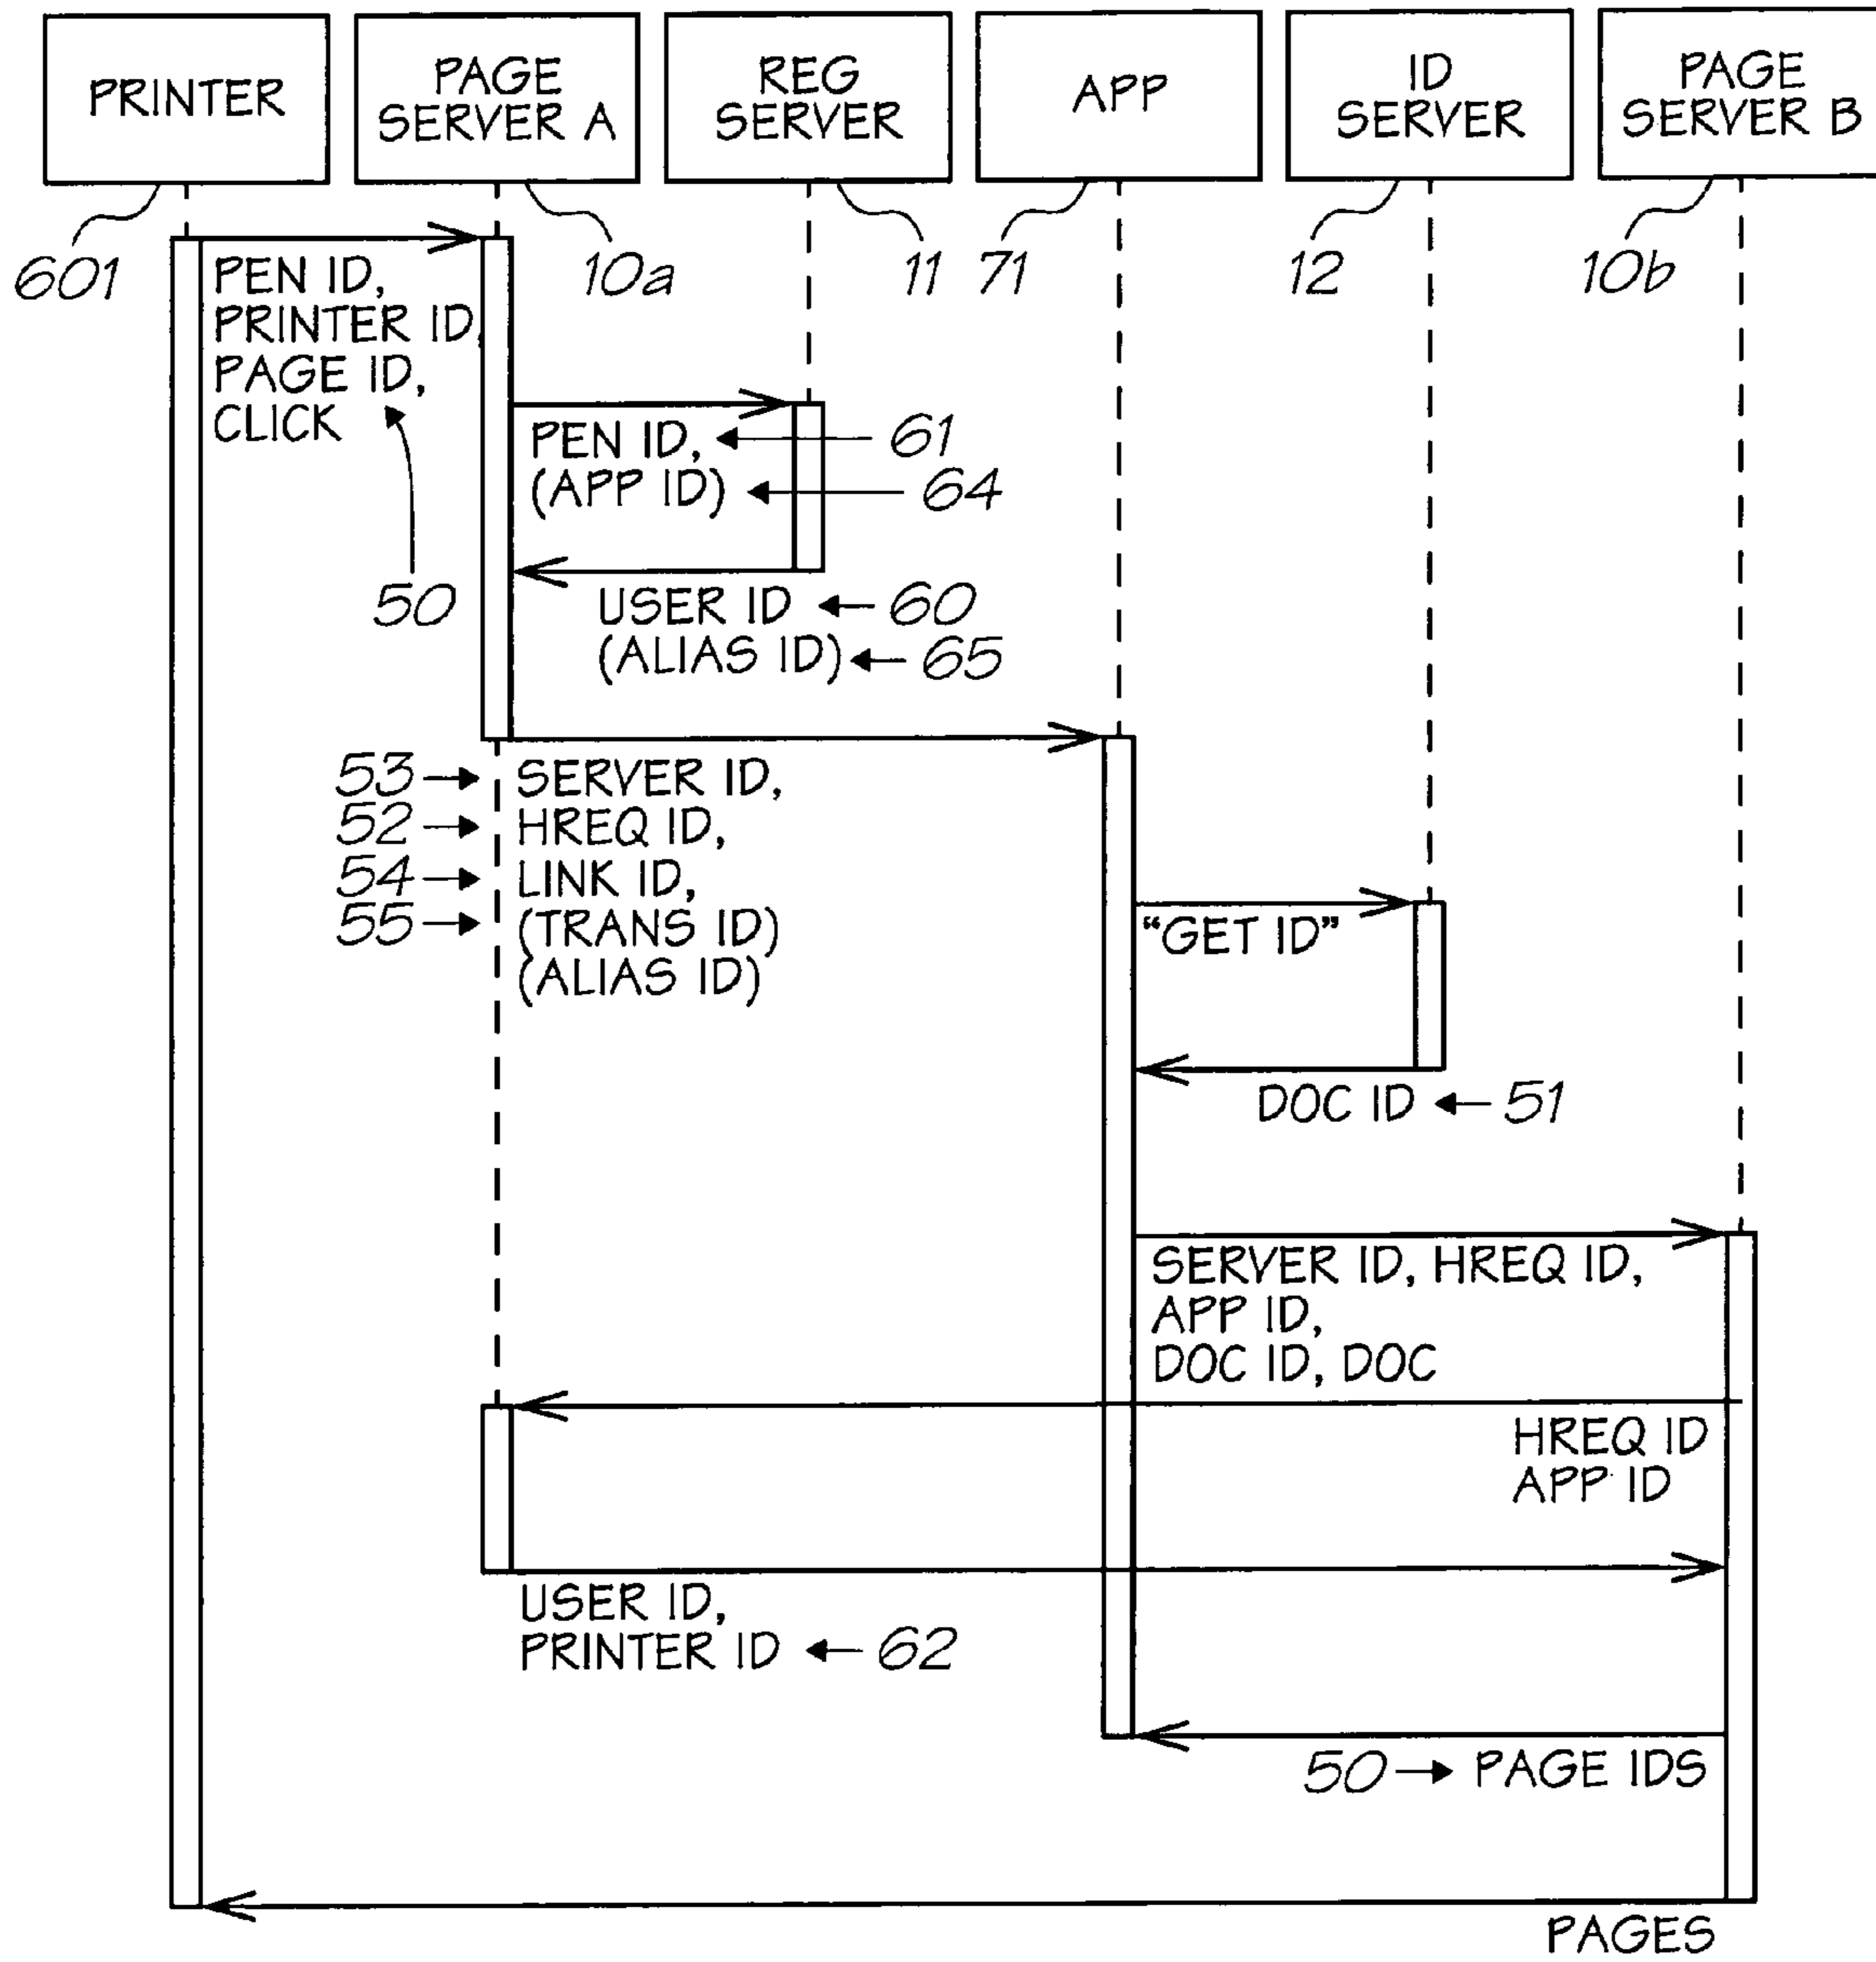 PRINTER
PAGE
SERVER A
REG
SERVER
APP
ID
SERVER
PAGE
SERVER B
601
10a
11
71
12
10b
PEN ID,
PRINTER ID,
PAGE ID,
CLICK
50
PEN ID, 61
(APP ID) 64
USER ID 60
(ALIAS ID) 65
53 SERVER ID,
52 HREQ ID,
54 LINK ID,
55 (TRANS ID)
(ALIAS ID)
“GET ID”
DOC ID 51
SERVER ID, HREQ ID,
APP ID,
DOC ID, DOC
HREQ ID
APP ID
USER ID,
PRINTER ID 62
50 PAGE IDS
PAGES